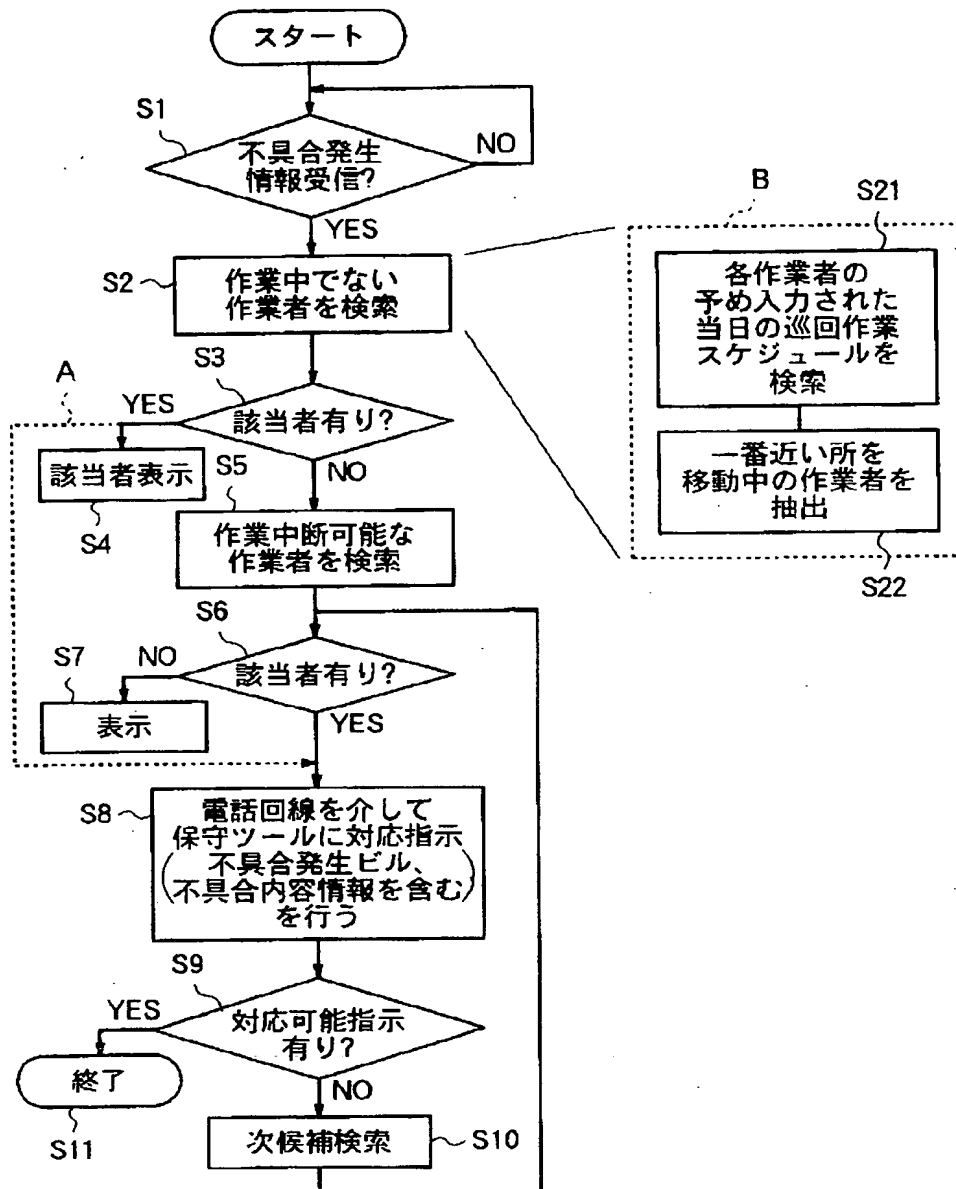 スタート
S1
不具合発生
情報受信?
NO
YES
S2
作業中でない
作業者を検索
B
S21
各作業者の
予め入力された
当日の巡回作業
スケジュールを
検索
一番近い所を
移動中の作業者を
抽出
S22
A
S3
YES
該当者有り?
該当者表示
S4
NO
S5
作業中断可能な
作業者を検索
S6
該当者有り?
S7
NO
表示
YES
S8
電話回線を介して
保守ツールに対応指示
(不具合発生ビル、
不具合内容情報を含む)
を行う
S9
YES
対応可能指示
有り?
終了
S11
NO
次候補検索
S10